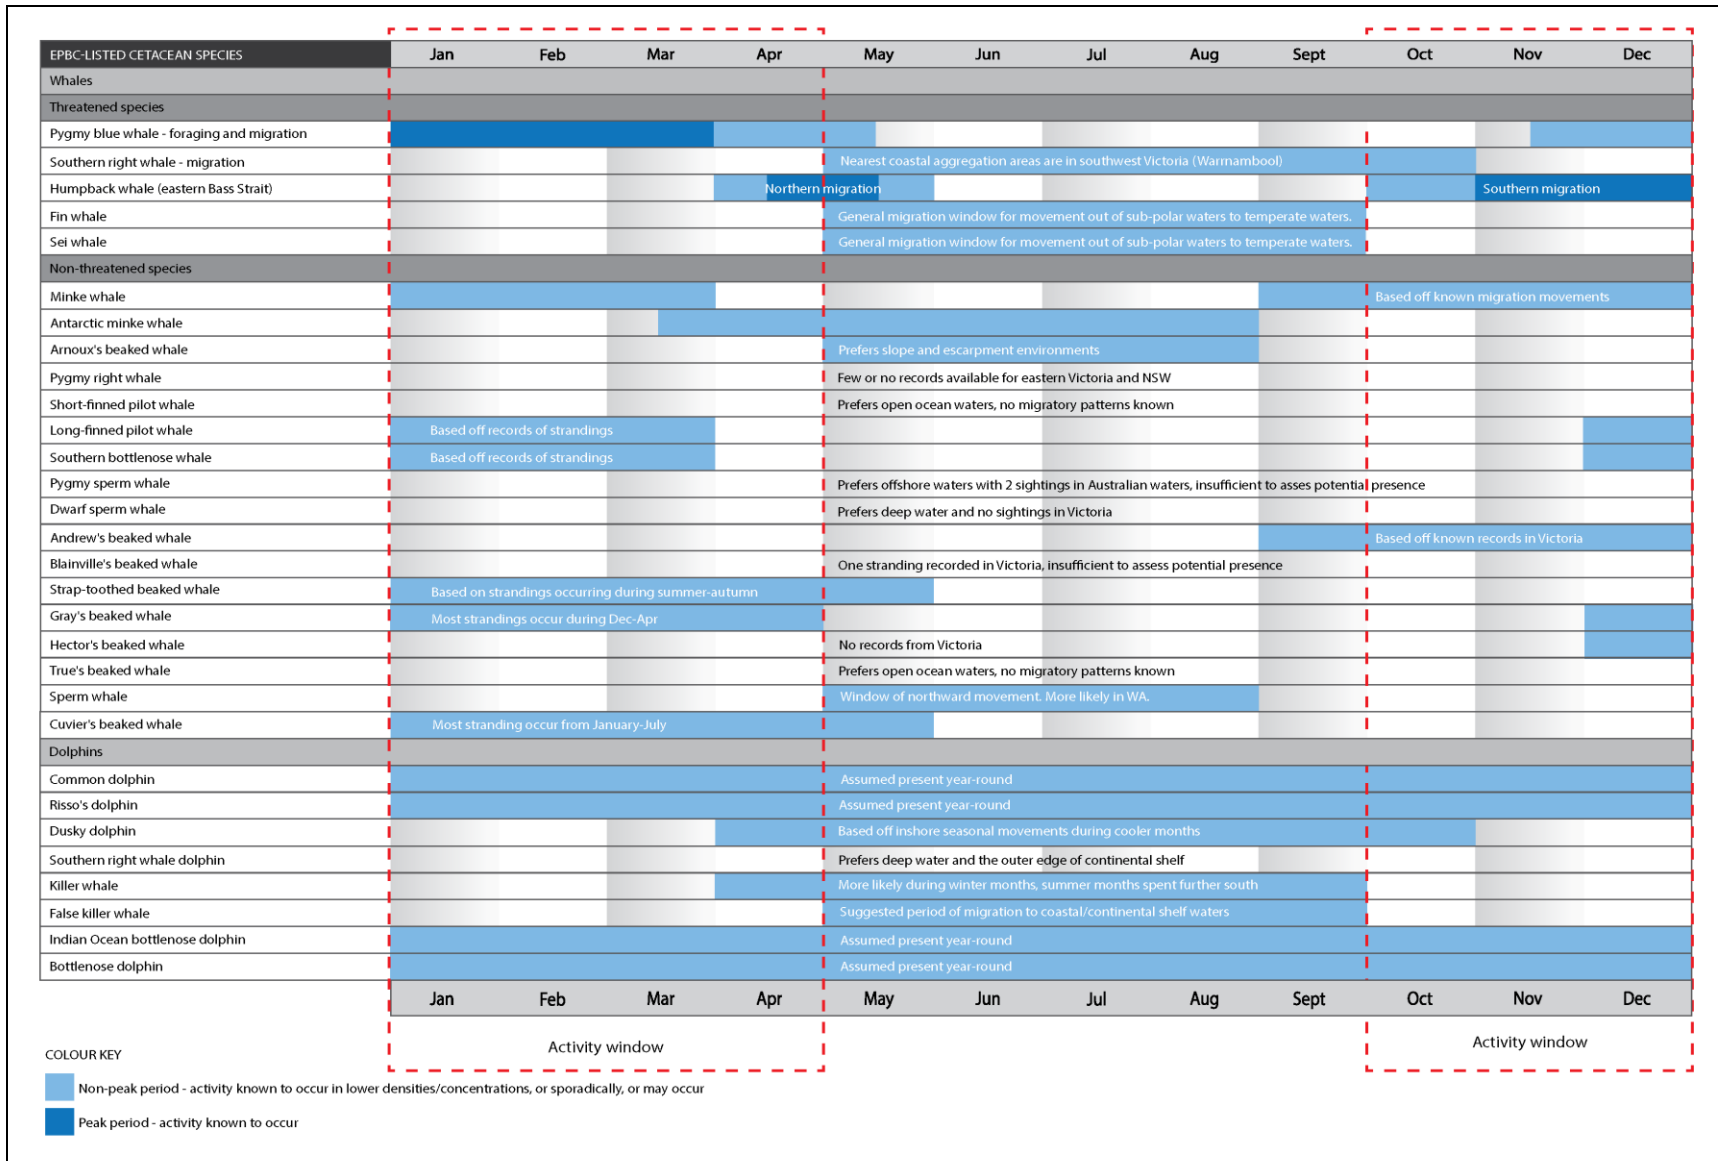 EPBC-LISTED CETACEAN SPECIES Jan Feb Mar Apr May Jun Jul Aug Sept Oct Nov Dec
Whales
Threatened species
Pygmy blue whale - foraging and migration
Southern right whale - migration Nearest coastal aggregation areas are in southwest Victoria (Warrnambool)
Humpback whale (eastern Bass Strait) Northern migration Southern migration
Fin whale General migration window for movement out of sub-polar waters to temperate waters.
Sei whale General migration window for movement out of sub-polar waters to temperate waters.
Non-threatened species
Minke whale Based off known migration movements
Antarctic minke whale
Arnoux's beaked whale Prefers slope and escarpment environments
Pygmy right whale Few or no records available for eastern Victoria and NSW
Short-finned pilot whale Prefers open ocean waters, no migratory patterns known
Long-finned pilot whale Based off records of strandings
Southern bottlenose whale Based off records of strandings
Pygmy sperm whale Prefers offshore waters with 2 sightings in Australian waters, insufficient to asses potential presence
Dwarf sperm whale Prefers deep water and no sightings in Victoria
Andrew's beaked whale Based off known records in Victoria
Blainville's beaked whale One stranding recorded in Victoria, insufficient to assess potential presence
Strap-toothed beaked whale Based on strandings occurring during summer-autumn
Gray's beaked whale Most strandings occur during Dec-Apr
Hector's beaked whale No records from Victoria
True's beaked whale Prefers open ocean waters, no migratory patterns known
Sperm whale Window of northward movement. More likely in WA.
Cuvier's beaked whale Most stranding occur from January-July
Dolphins
Common dolphin Assumed present year-round
Risso's dolphin Assumed present year-round
Dusky dolphin Based off inshore seasonal movements during cooler months
Southern right whale dolphin Prefers deep water and the outer edge of continental shelf
Killer whale More likely during winter months, summer months spent further south
False killer whale Suggested period of migration to coastal/continental shelf waters
Indian Ocean bottlenose dolphin Assumed present year-round
Bottlenose dolphin Assumed present year-round
Jan Feb Mar Apr May Jun Jul Aug Sept Oct Nov Dec
Activity window Activity window
COLOUR KEY
Non-peak period - activity known to occur in lower densities/concentrations, or sporadically, or may occur
Peak period - activity known to occur